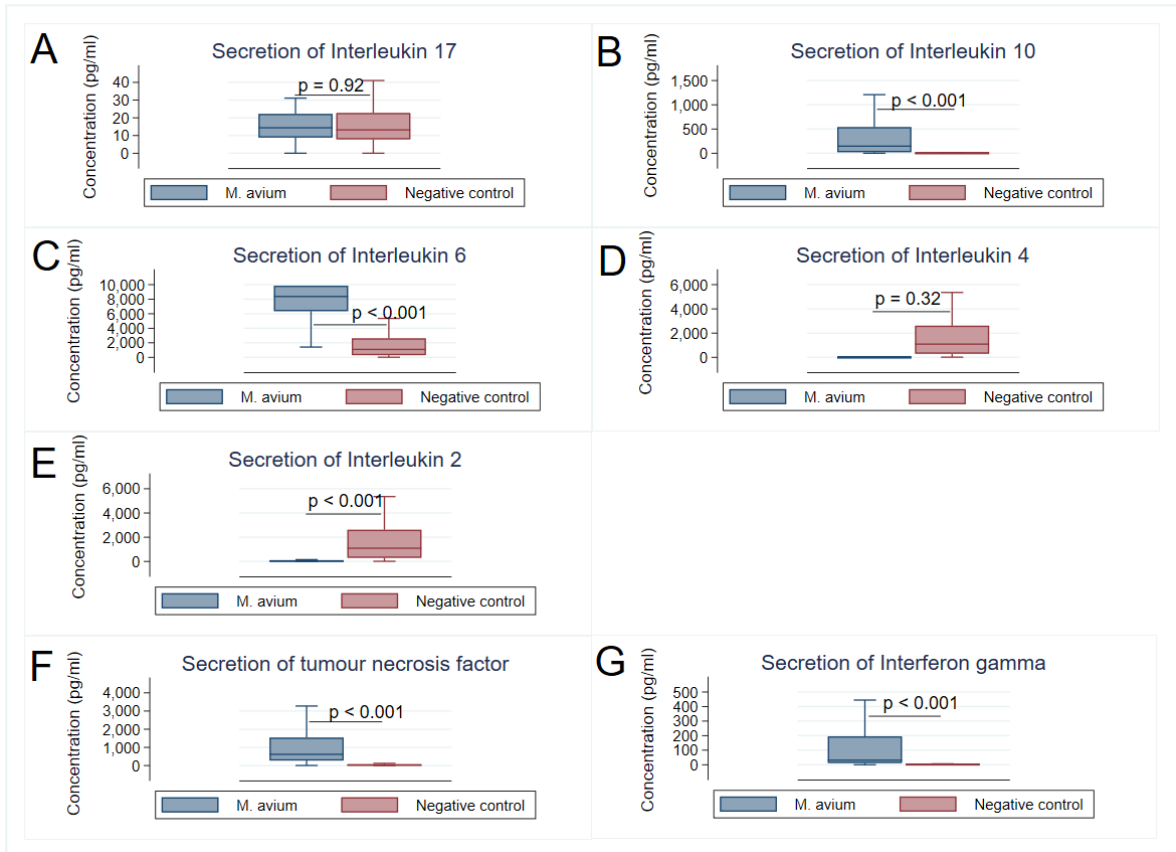 A
Secretion of Interleukin 17
Concentration (pg/ml)
40
30
20
10
0
p = 0.92
M. avium
Negative control
B
Secretion of Interleukin 10
Concentration (pg/ml)
1,500
1,000
500
0
p < 0.001
M. avium
Negative control
C
Secretion of Interleukin 6
Concentration (pg/ml)
10,000
8,000
6,000
4,000
2,000
0
p < 0.001
M. avium
Negative control
D
Secretion of Interleukin 4
Concentration (pg/ml)
6,000
4,000
2,000
0
p = 0.32
M. avium
Negative control
E
Secretion of Interleukin 2
Concentration (pg/ml)
6,000
4,000
2,000
0
p < 0.001
M. avium
Negative control
F
Secretion of tumour necrosis factor
Concentration (pg/ml)
4,000
3,000
2,000
1,000
0
p < 0.001
M. avium
Negative control
G
Secretion of Interferon gamma
Concentration (pg/ml)
500
400
300
200
100
0
p < 0.001
M. avium
Negative control